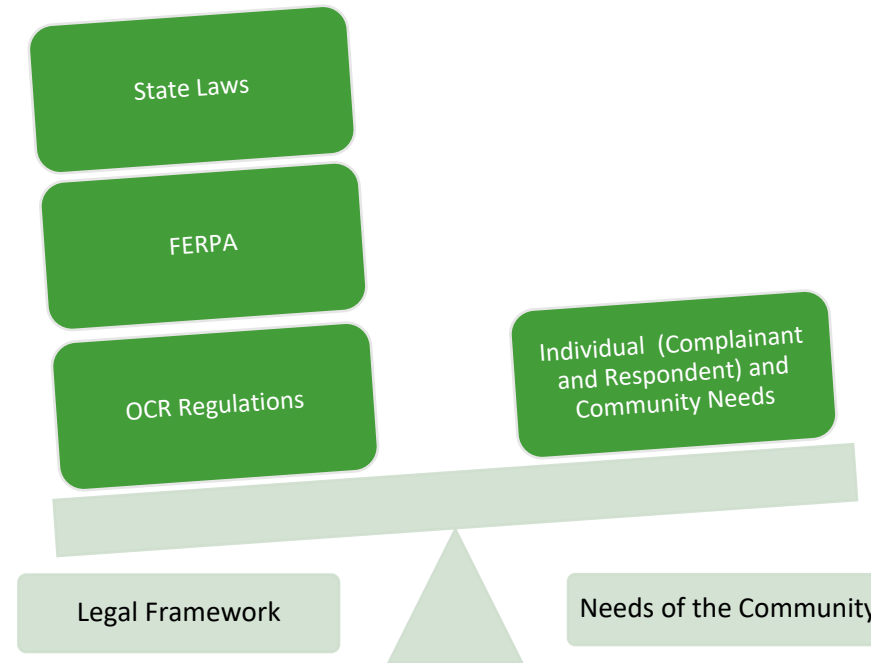 State Laws
FERPA
OCR Regulations
Individual (Complainant
and Respondent) and
Community Needs
Legal Framework
Needs of the Community